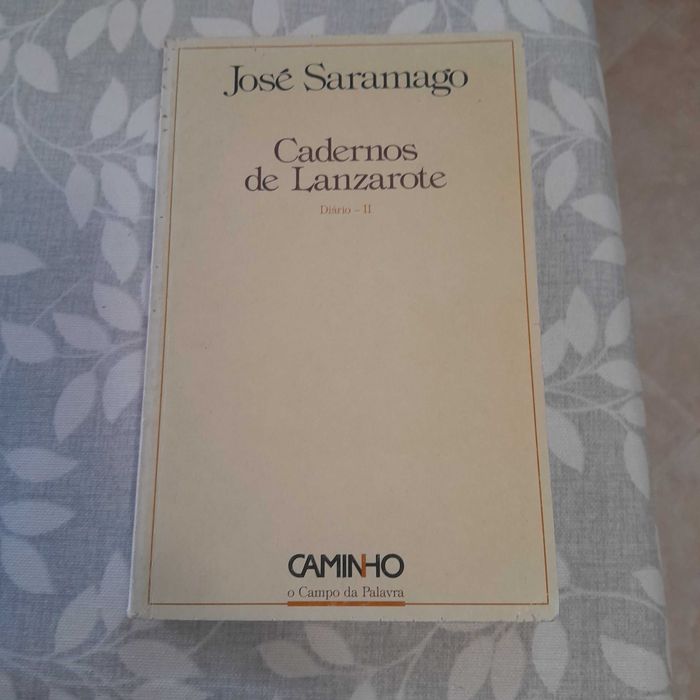 José Saramago
Cadernos
de Lanzarote
Diário - II
CAMINHO
o Campo da Palavra